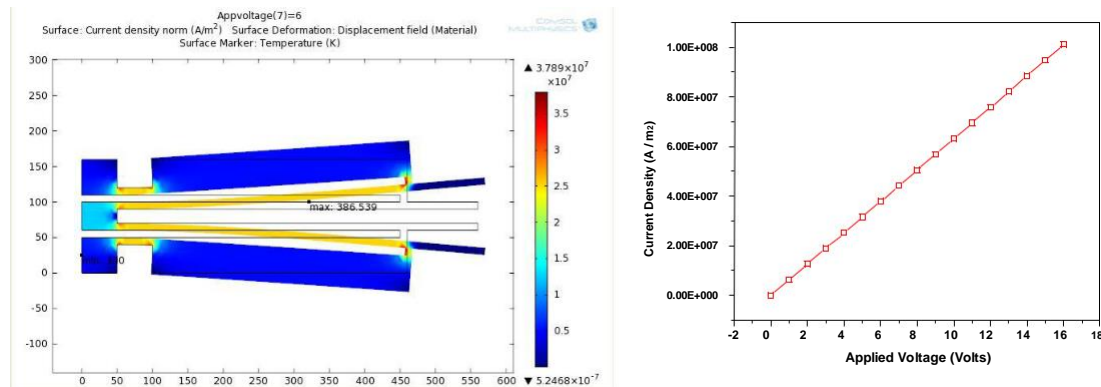 Appvoltage(7)=6
Surface: Current density norm (A/m²) Surface Deformation: Displacement field (Material)
Surface Marker: Temperature (K)
COMSOL
MULTIPHYSICS
▲ 3.789×10⁷
×10⁷
300
250
200
150
100
50
0
-50
-100
max: 386.539
3.5
3
2.5
2
1.5
1
0.5
▼ 5.2468×10⁻⁷
0 50 100 150 200 250 300 350 400 450 500 550 600
1.00E+008
8.00E+007
6.00E+007
4.00E+007
2.00E+007
0.00E+000
Current Density (A / m2)
-2 0 2 4 6 8 10 12 14 16 18
Applied Voltage (Volts)